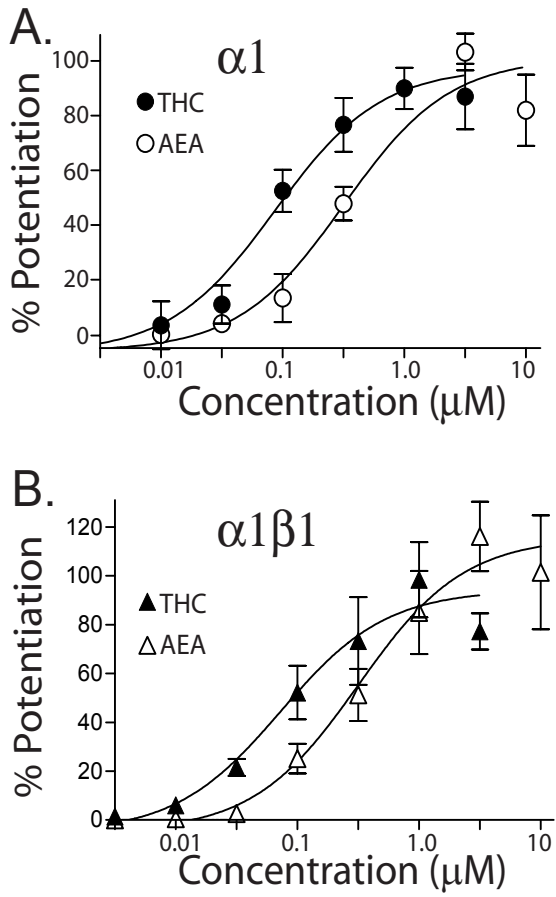 A.
α1
100
80
60
40
20
0
% Potentiation
THC
AEA
0.01 0.1 1.0 10
Concentration (μM)
B.
α1β1
120
100
80
60
40
20
0
% Potentiation
THC
AEA
0.01 0.1 1.0 10
Concentration (μM)